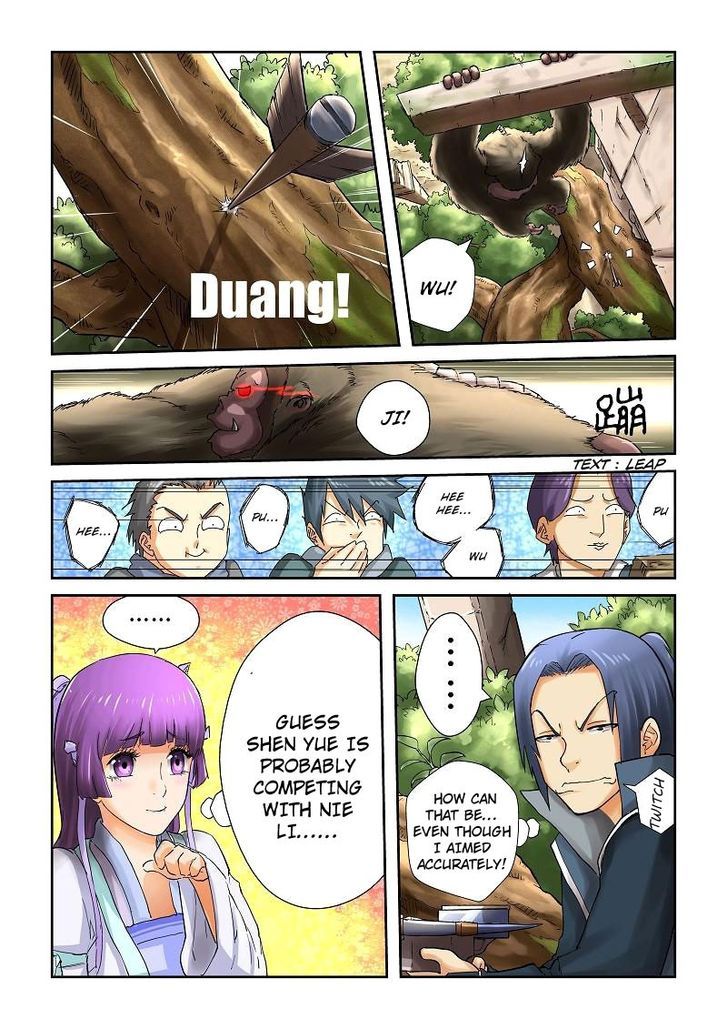 Duang!
WU!
JI!
蹦
TEXT : LEAP
HEE...
PU...
HEE
HEE...
WU
PU
......
GUESS
SHEN YUE IS
PROBABLY
COMPETING
WITH NIE
LI......
......
HOW CAN
THAT BE...
EVEN THOUGH
I AIMED
ACCURATELY!
TWITCH